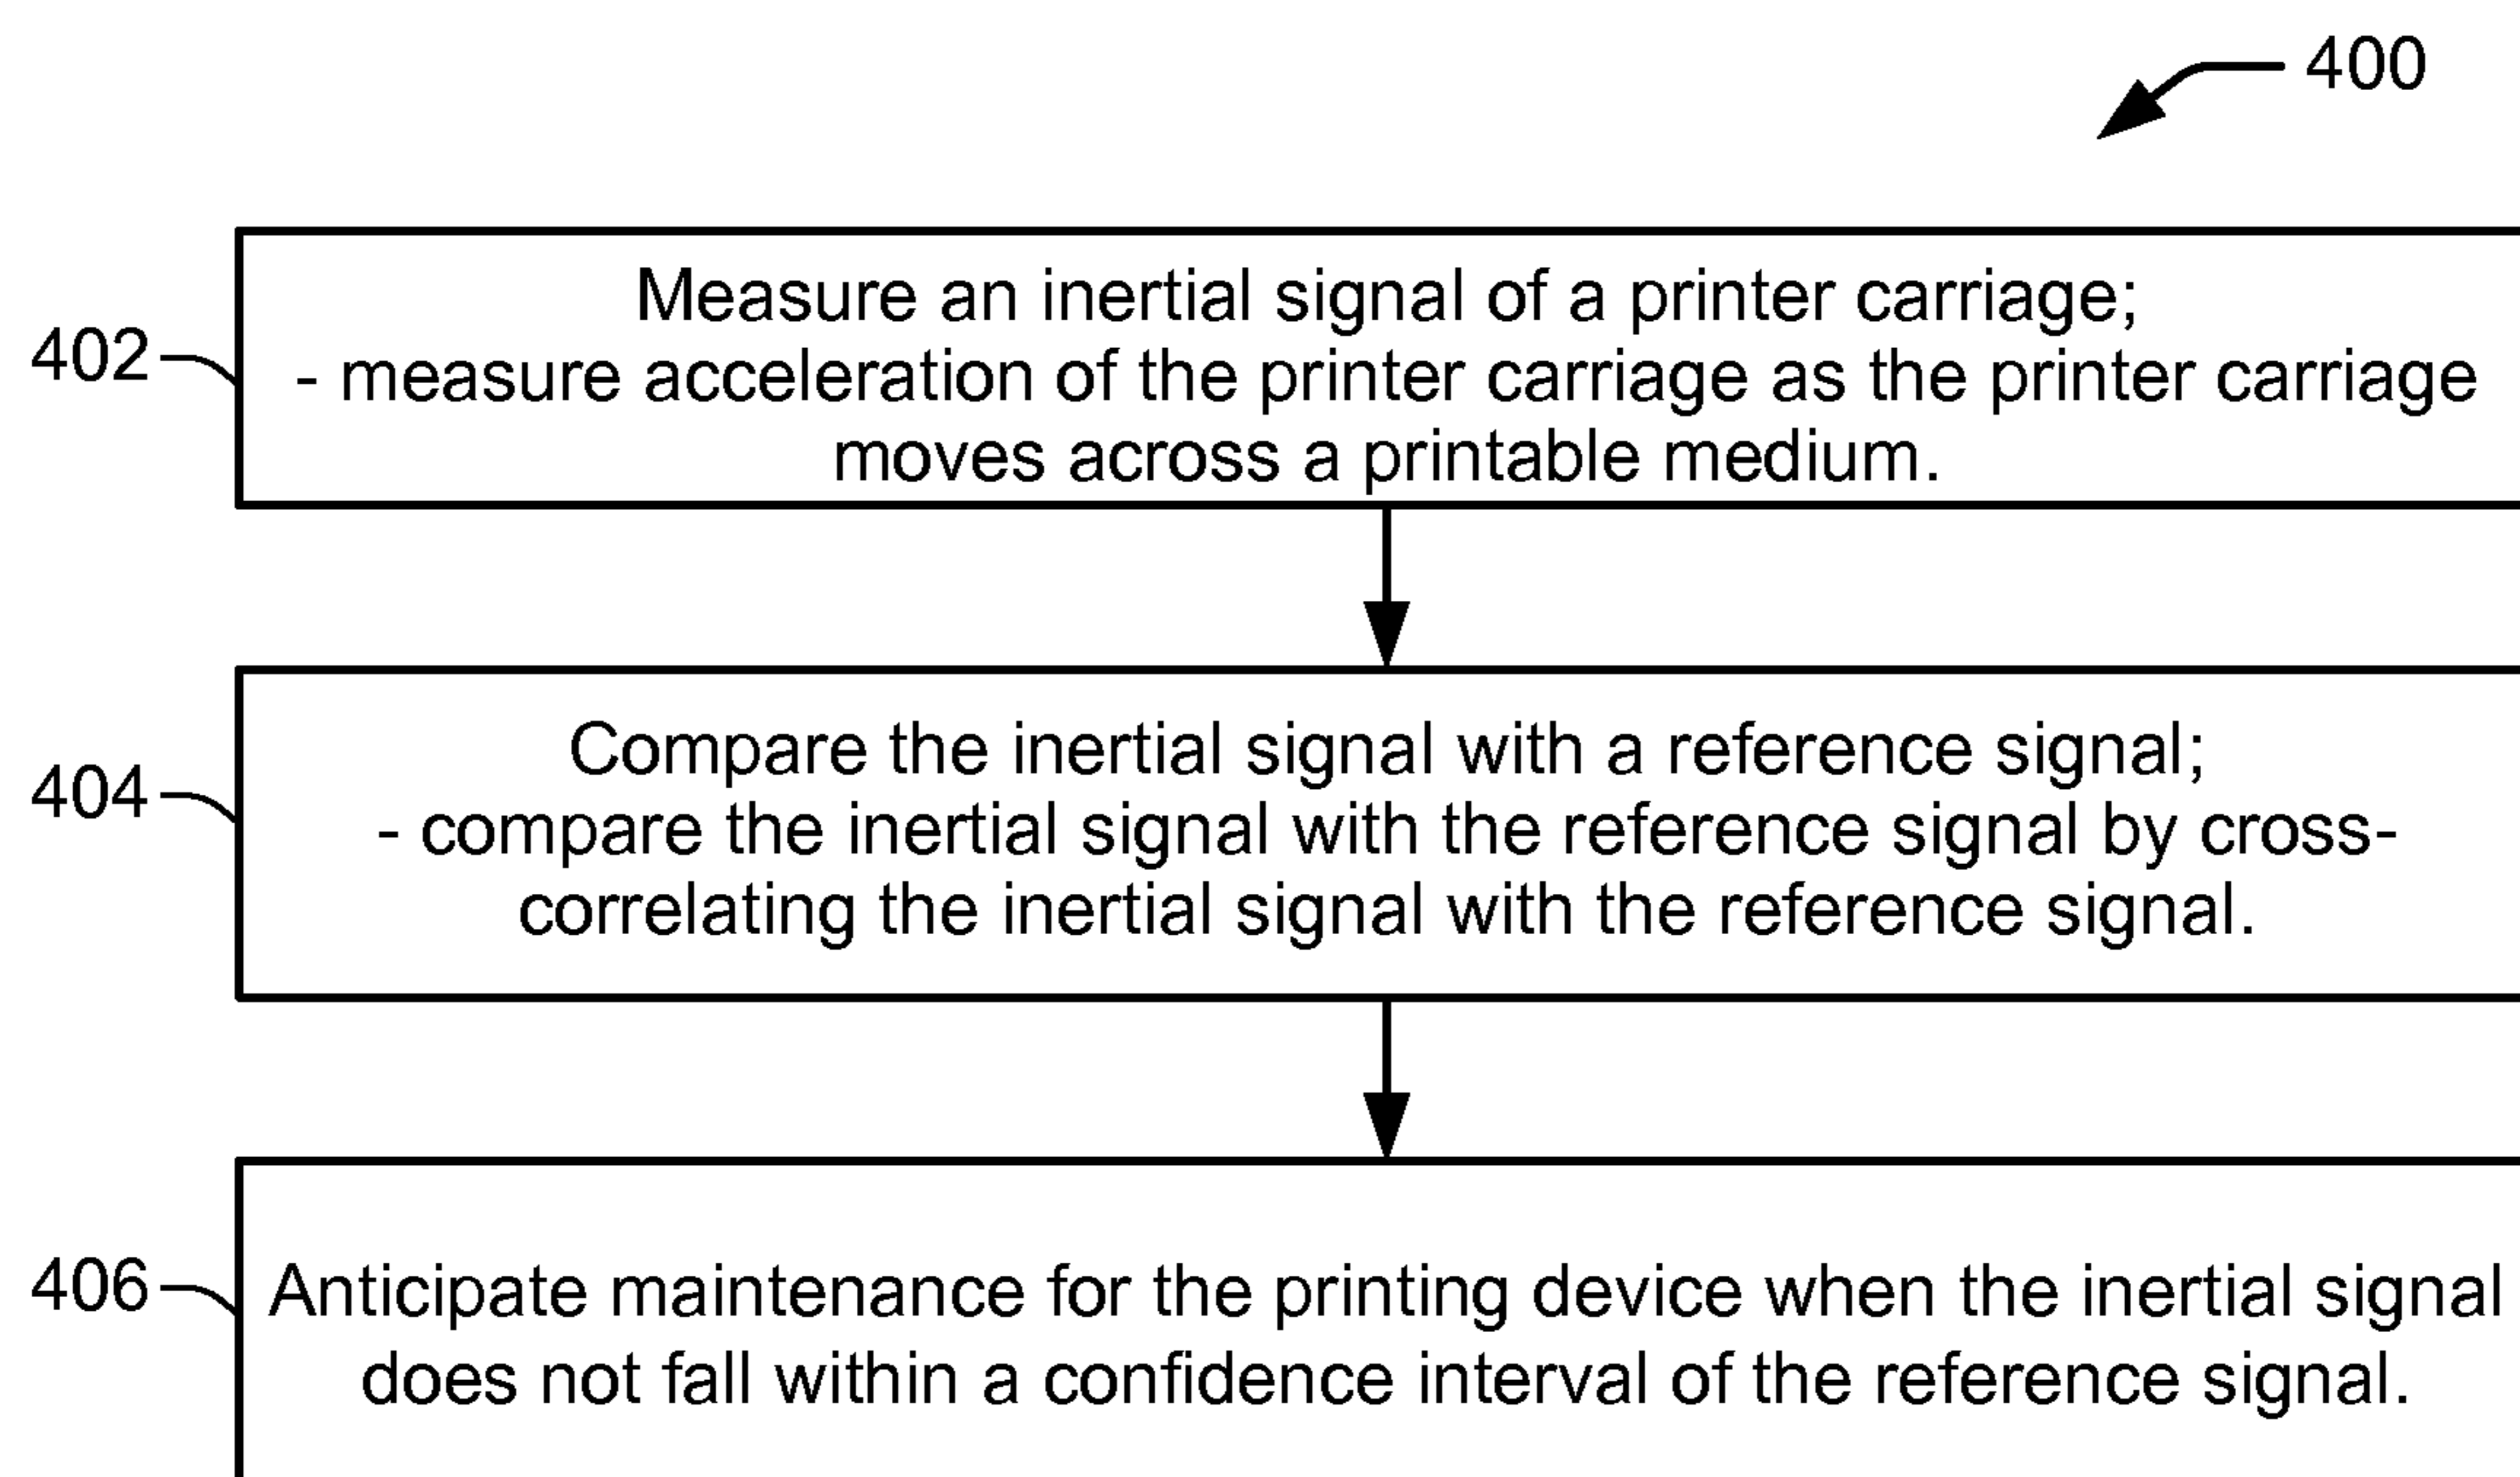 400
402
Measure an inertial signal of a printer carriage;
- measure acceleration of the printer carriage as the printer carriage
moves across a printable medium.
404
Compare the inertial signal with a reference signal;
- compare the inertial signal with the reference signal by cross-
correlating the inertial signal with the reference signal.
406
Anticipate maintenance for the printing device when the inertial signal
does not fall within a confidence interval of the reference signal.